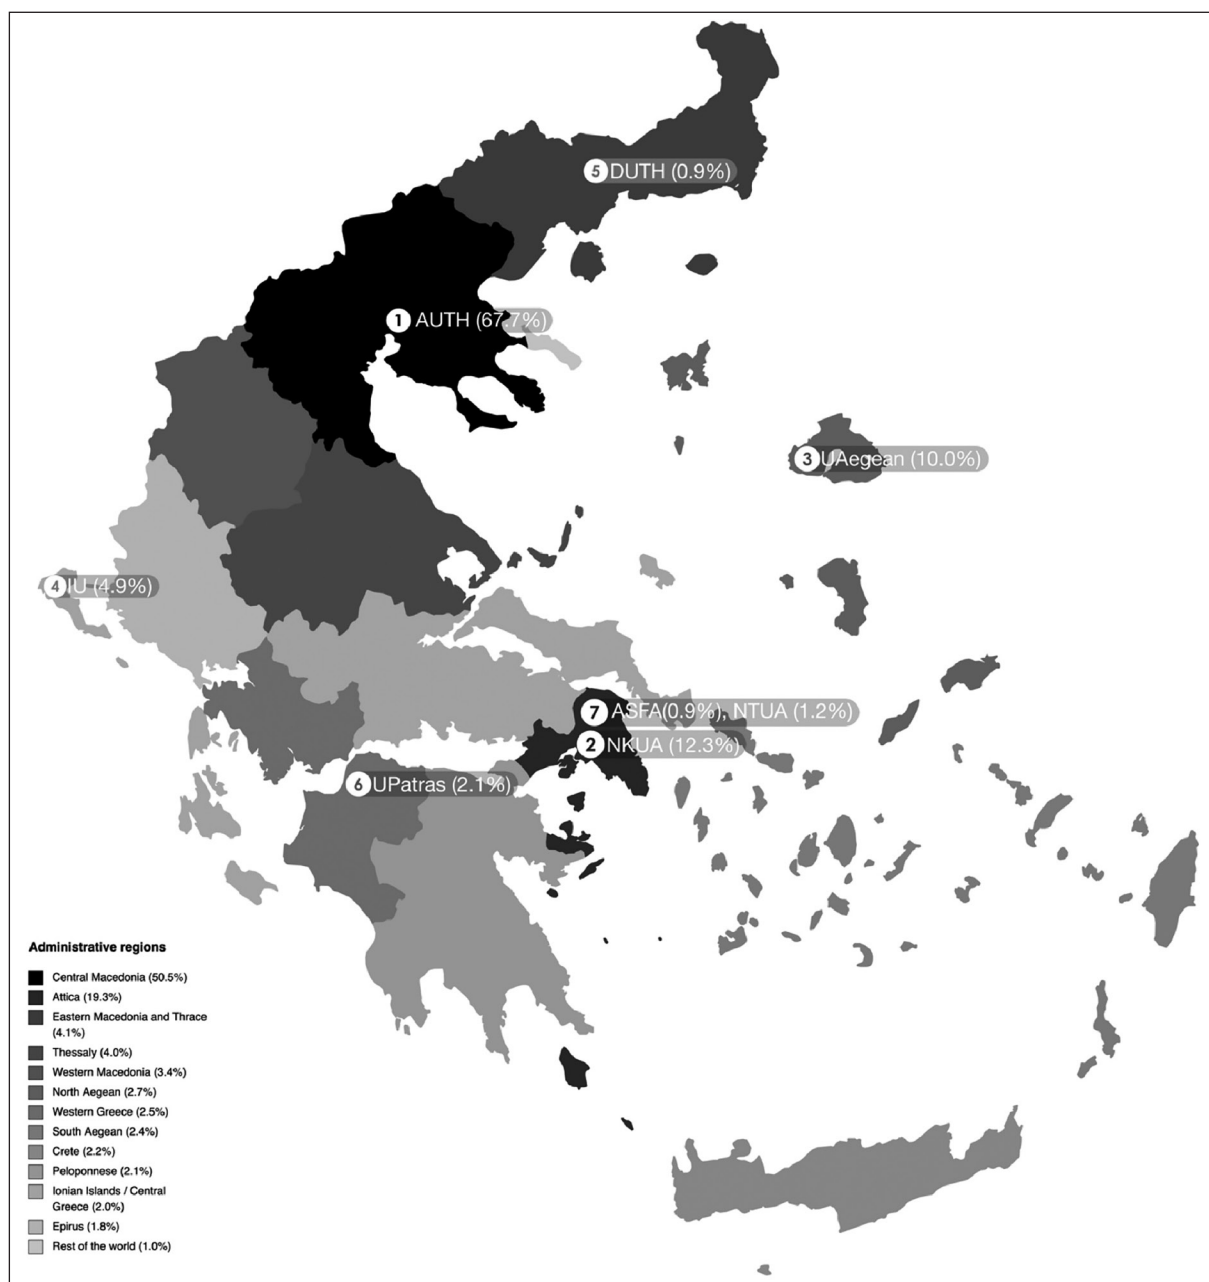 5 DUTH (0.9%)
1 AUTH (67.7%)
3 UAegean (10.0%)
4 IU (4.9%)
7 ASFA(0.9%), NTUA (1.2%)
2 NKUA (12.3%)
6 UPatras (2.1%)
Administrative regions
Central Macedonia (50.5%)
Attica (19.3%)
Eastern Macedonia and Thrace
(4.1%)
Thessaly (4.0%)
Western Macedonia (3.4%)
North Aegean (2.7%)
Western Greece (2.5%)
South Aegean (2.4%)
Crete (2.2%)
Peloponnese (2.1%)
Ionian Islands / Central
Greece (2.0%)
Epirus (1.8%)
Rest of the world (1.0%)